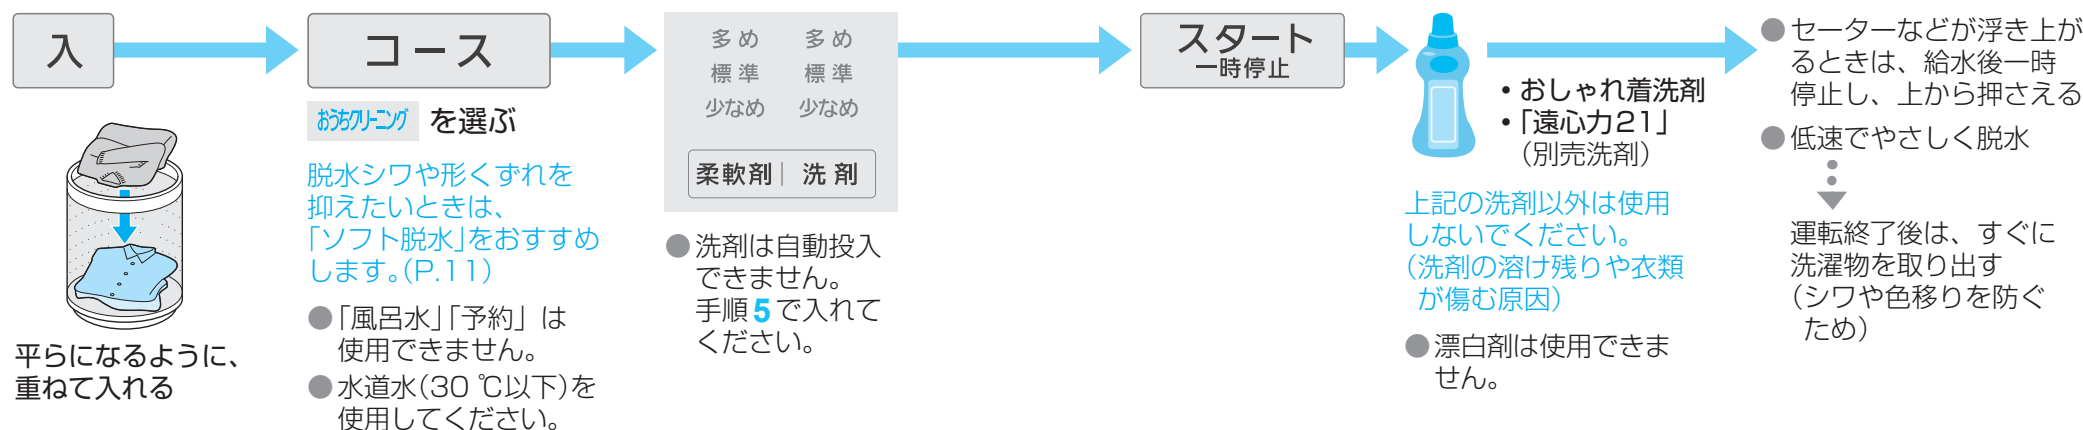 入
平らになるように、
重ねて入れる
コース
おうちクリーニング を選ぶ
脱水シワや形くずれを
抑えたいときは、
「ソフト脱水」をおすすめ
します。(P.11)
●「風呂水」「予約」は
使用できません。
●水道水(30 ℃以下)を
使用してください。
多め 多め
標準 標準
少なめ 少なめ
柔軟剤 洗剤
●洗剤は自動投入
できません。
手順5で入れて
ください。
スタート
一時停止
・おしゃれ着洗剤
・「遠心力21」
(別売洗剤)
上記の洗剤以外は使用
しないでください。
(洗剤の溶け残りや衣類
が傷む原因)
●漂白剤は使用できま
せん。
●セーターなどが浮き上が
るときは、給水後一時
停止し、上から押さえる
●低速でやさしく脱水
運転終了後は、すぐに
洗濯物を取り出す
(シワや色移りを防ぐ
ため)